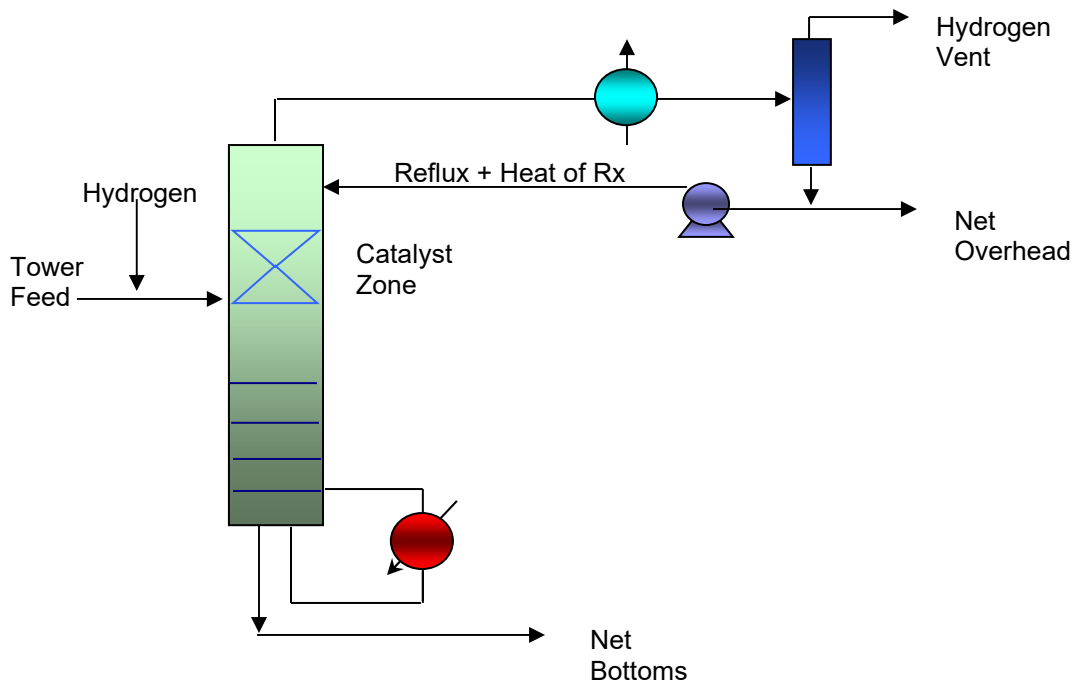 Hydrogen
Vent
Reflux + Heat of Rx
Hydrogen
Net
Overhead
Catalyst
Zone
Tower
Feed
Net
Bottoms